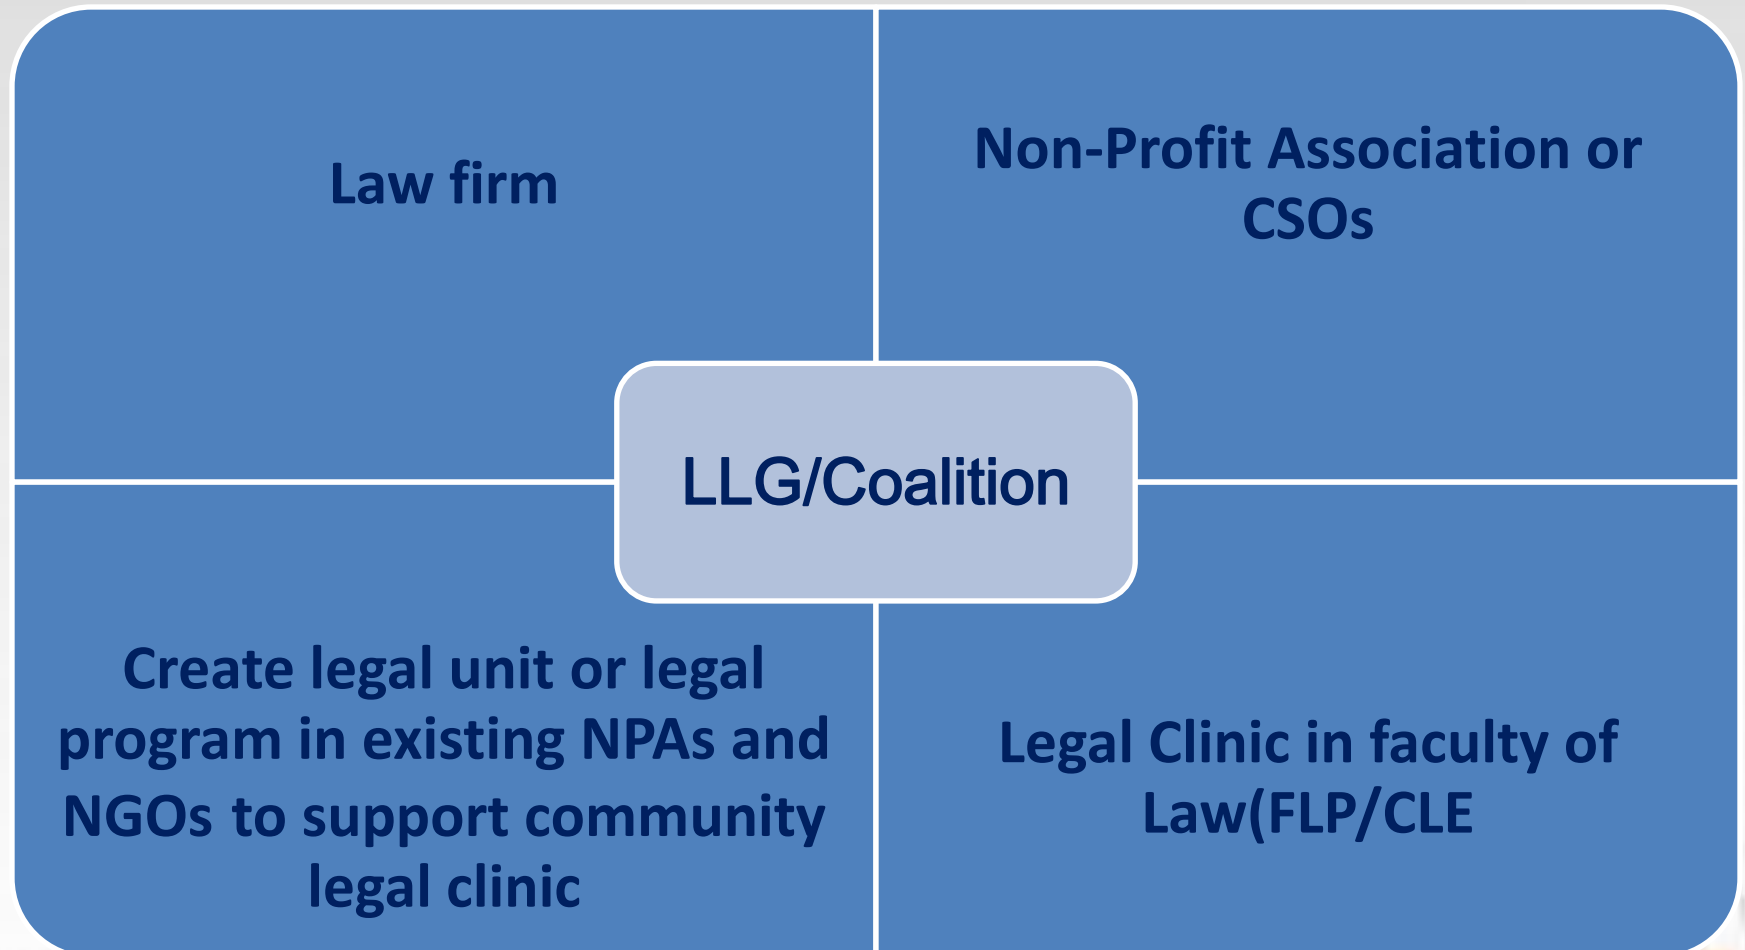 Law firm
Non-Profit Association or
CSOs
LLG/Coalition
Create legal unit or legal
program in existing NPAs and
NGOs to support community
legal clinic
Legal Clinic in faculty of
Law(FLP/CLE